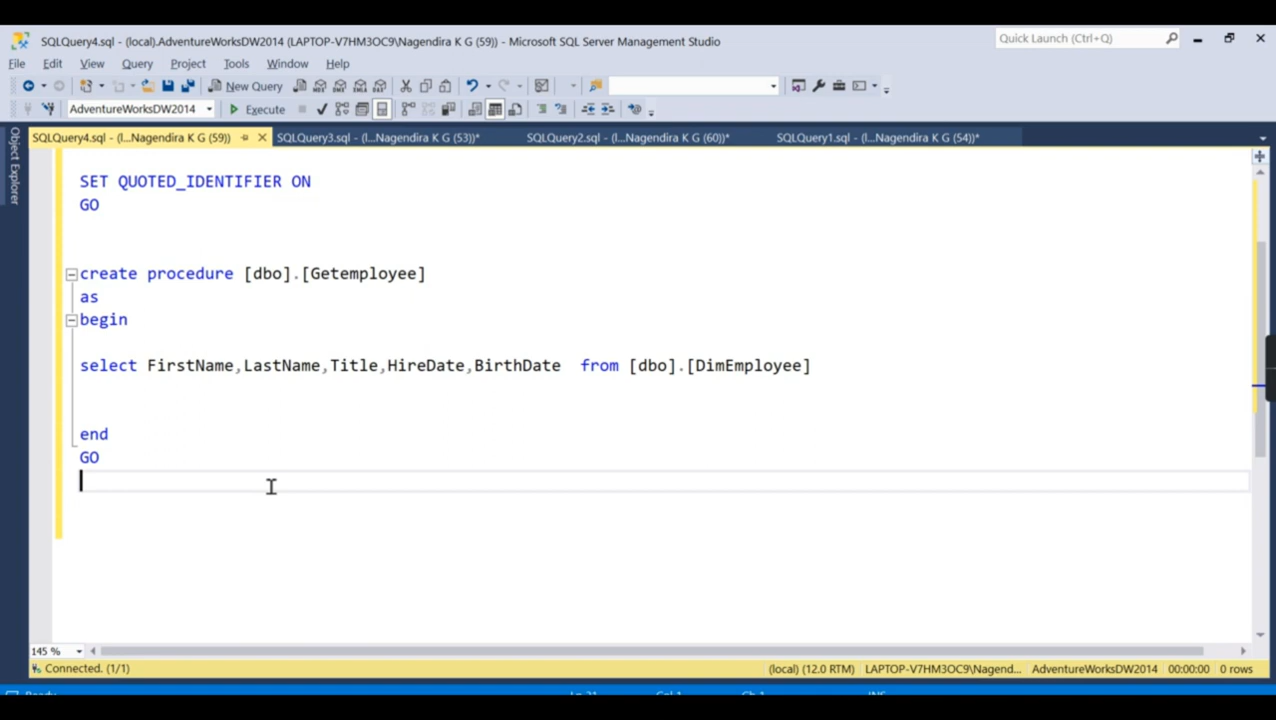 SQLQuery4.sql - (local).AdventureWorksDW2014 (LAPTOP-V7HM3OC9\Nagendira K G (59)) - Microsoft SQL Server Management Studio
Quick Launch (Ctrl+Q)
File Edit View Query Project Tools Window Help
New Query
AdventureWorksDW2014 Execute
SQLQuery4.sql - (l...Nagendira K G (59)) SQLQuery3.sql - (l...Nagendira K G (53))* SQLQuery2.sql - (l...Nagendira K G (60))* SQLQuery1.sql - (l...Nagendira K G (54))*
Object Explorer
SET QUOTED_IDENTIFIER ON
GO
create procedure [dbo].[Getemployee]
as
begin
select FirstName,LastName,Title,HireDate,BirthDate from [dbo].[DimEmployee]
end
GO
145 %
Connected. (1/1) (local) (12.0 RTM) LAPTOP-V7HM3OC9\Nagend... AdventureWorksDW2014 00:00:00 0 rows